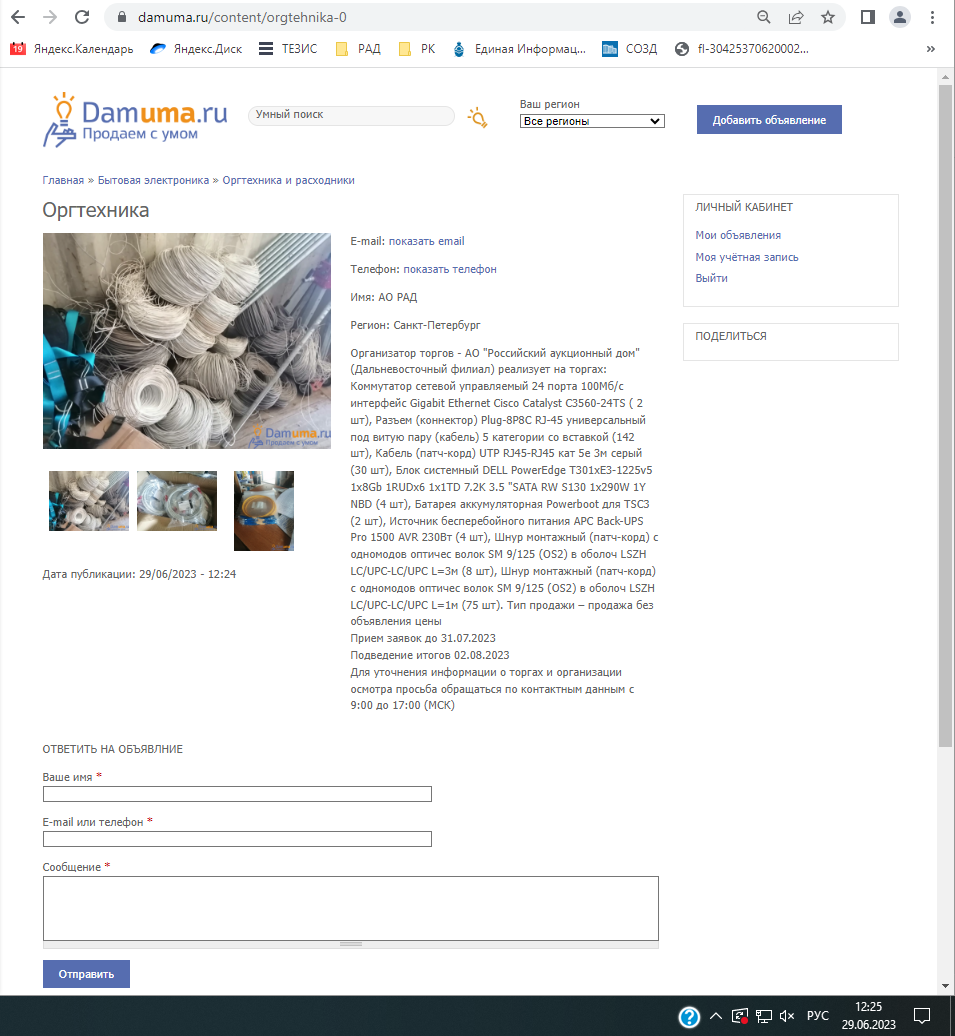 damuma.ru/content/orgtehnika-0
19 Яндекс.Календарь Яндекс.Диск ТЕЗИС РАД РК Единая Информац... СОЗД fl-30425370620002... »
Damuma.ru
Продаем с умом
Умный поиск
Ваш регион
Все регионы
Добавить объявление
Главная » Бытовая электроника » Оргтехника и расходники
Оргтехника
Damuma.ru
Продаем с умом
Дата публикации: 29/06/2023 - 12:24
E-mail: показать email
Телефон: показать телефон
Имя: АО РАД
Регион: Санкт-Петербург
Организатор торгов - АО "Российский аукционный дом"
(Дальневосточный филиал) реализует на торгах:
Коммутатор сетевой управляемый 24 порта 100Мб/с
интерфейс Gigabit Ethernet Cisco Catalyst C3560-24TS ( 2
шт), Разъем (коннектор) Plug-8P8C RJ-45 универсальный
под витую пару (кабель) 5 категории со вставкой (142
шт), Кабель (патч-корд) UTP RJ45-RJ45 кат 5е 3м серый
(30 шт), Блок системный DELL PowerEdge T301xE3-1225v5
1x8Gb 1RUDx6 1x1TD 7.2K 3.5 "SATA RW S130 1x290W 1Y
NBD (4 шт), Батарея аккумуляторная Powerboot для TSC3
(2 шт), Источник бесперебойного питания APC Back-UPS
Pro 1500 AVR 230Вт (4 шт), Шнур монтажный (патч-корд) с
одномодов оптичес волок SM 9/125 (OS2) в оболоч LSZH
LC/UPC-LC/UPC L=3м (8 шт), Шнур монтажный (патч-корд)
с одномодов оптичес волок SM 9/125 (OS2) в оболоч LSZH
LC/UPC-LC/UPC L=1м (75 шт). Тип продажи – продажа без
объявления цены
Прием заявок до 31.07.2023
Подведение итогов 02.08.2023
Для уточнения информации о торгах и организации
осмотра просьба обращаться по контактным данным с
9:00 до 17:00 (МСК)
ЛИЧНЫЙ КАБИНЕТ
Мои объявления
Моя учётная запись
Выйти
ПОДЕЛИТЬСЯ
ОТВЕТИТЬ НА ОБЪЯВЛНИЕ
Ваше имя *
E-mail или телефон *
Сообщение *
Отправить
РУС
12:25
29.06.2023